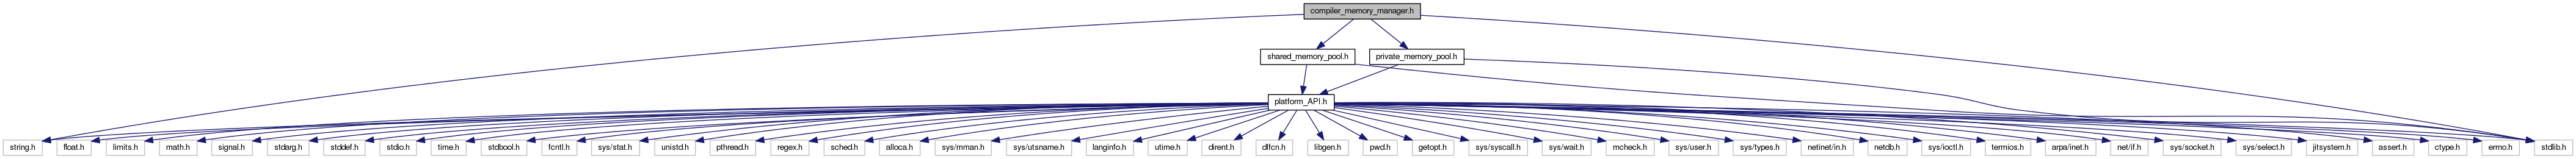 compiler_memory_manager.h
shared_memory_pool.h private_memory_pool.h
platform_API.h
string.h float.h limits.h math.h signal.h stdarg.h stddef.h stdio.h time.h stdbool.h fcntl.h sys/stat.h unistd.h pthread.h regex.h sched.h alloca.h sys/mman.h sys/utsname.h langinfo.h utime.h dirent.h dlfcn.h libgen.h pwd.h getopt.h sys/syscall.h sys/wait.h mcheck.h sys/user.h sys/types.h netinet/in.h netdb.h sys/ioctl.h termios.h arpa/inet.h net/if.h sys/socket.h sys/select.h jitsystem.h assert.h ctype.h errno.h stdlib.h